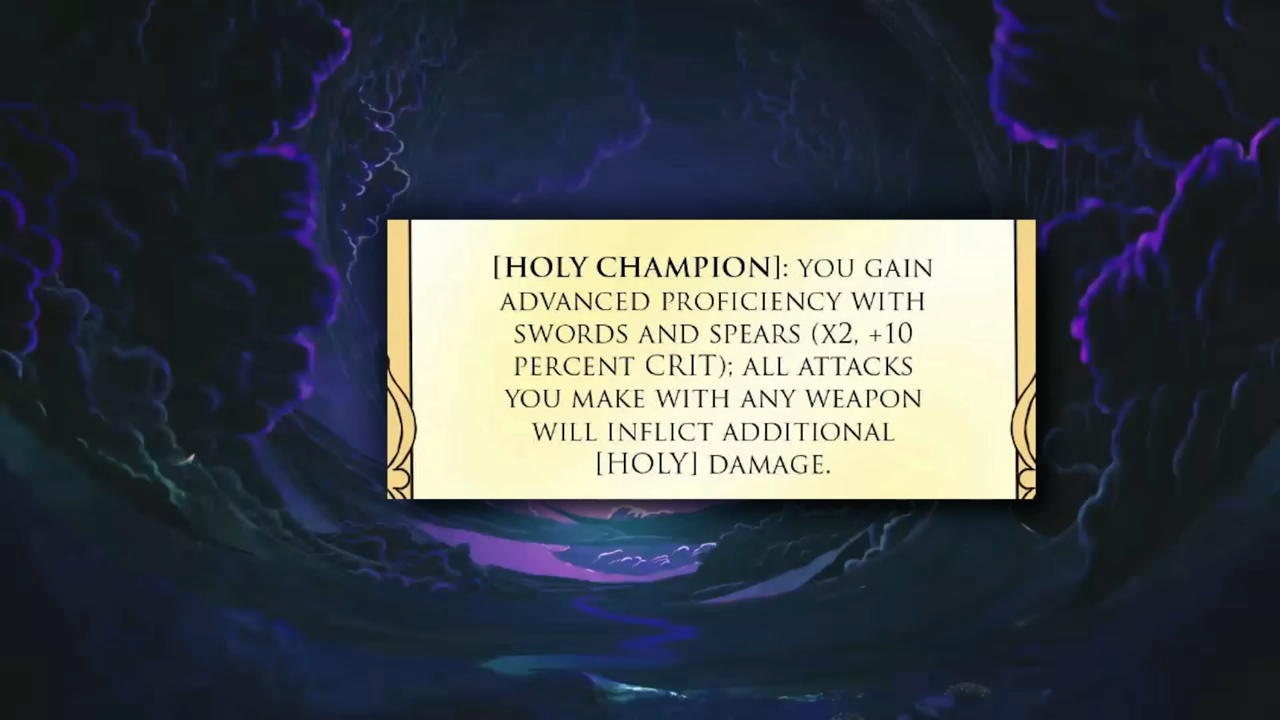 [HOLY CHAMPION]: YOU GAIN
ADVANCED PROFICIENCY WITH
SWORDS AND SPEARS (X2, +10
PERCENT CRIT); ALL ATTACKS
YOU MAKE WITH ANY WEAPON
WILL INFLICT ADDITIONAL
[HOLY] DAMAGE.